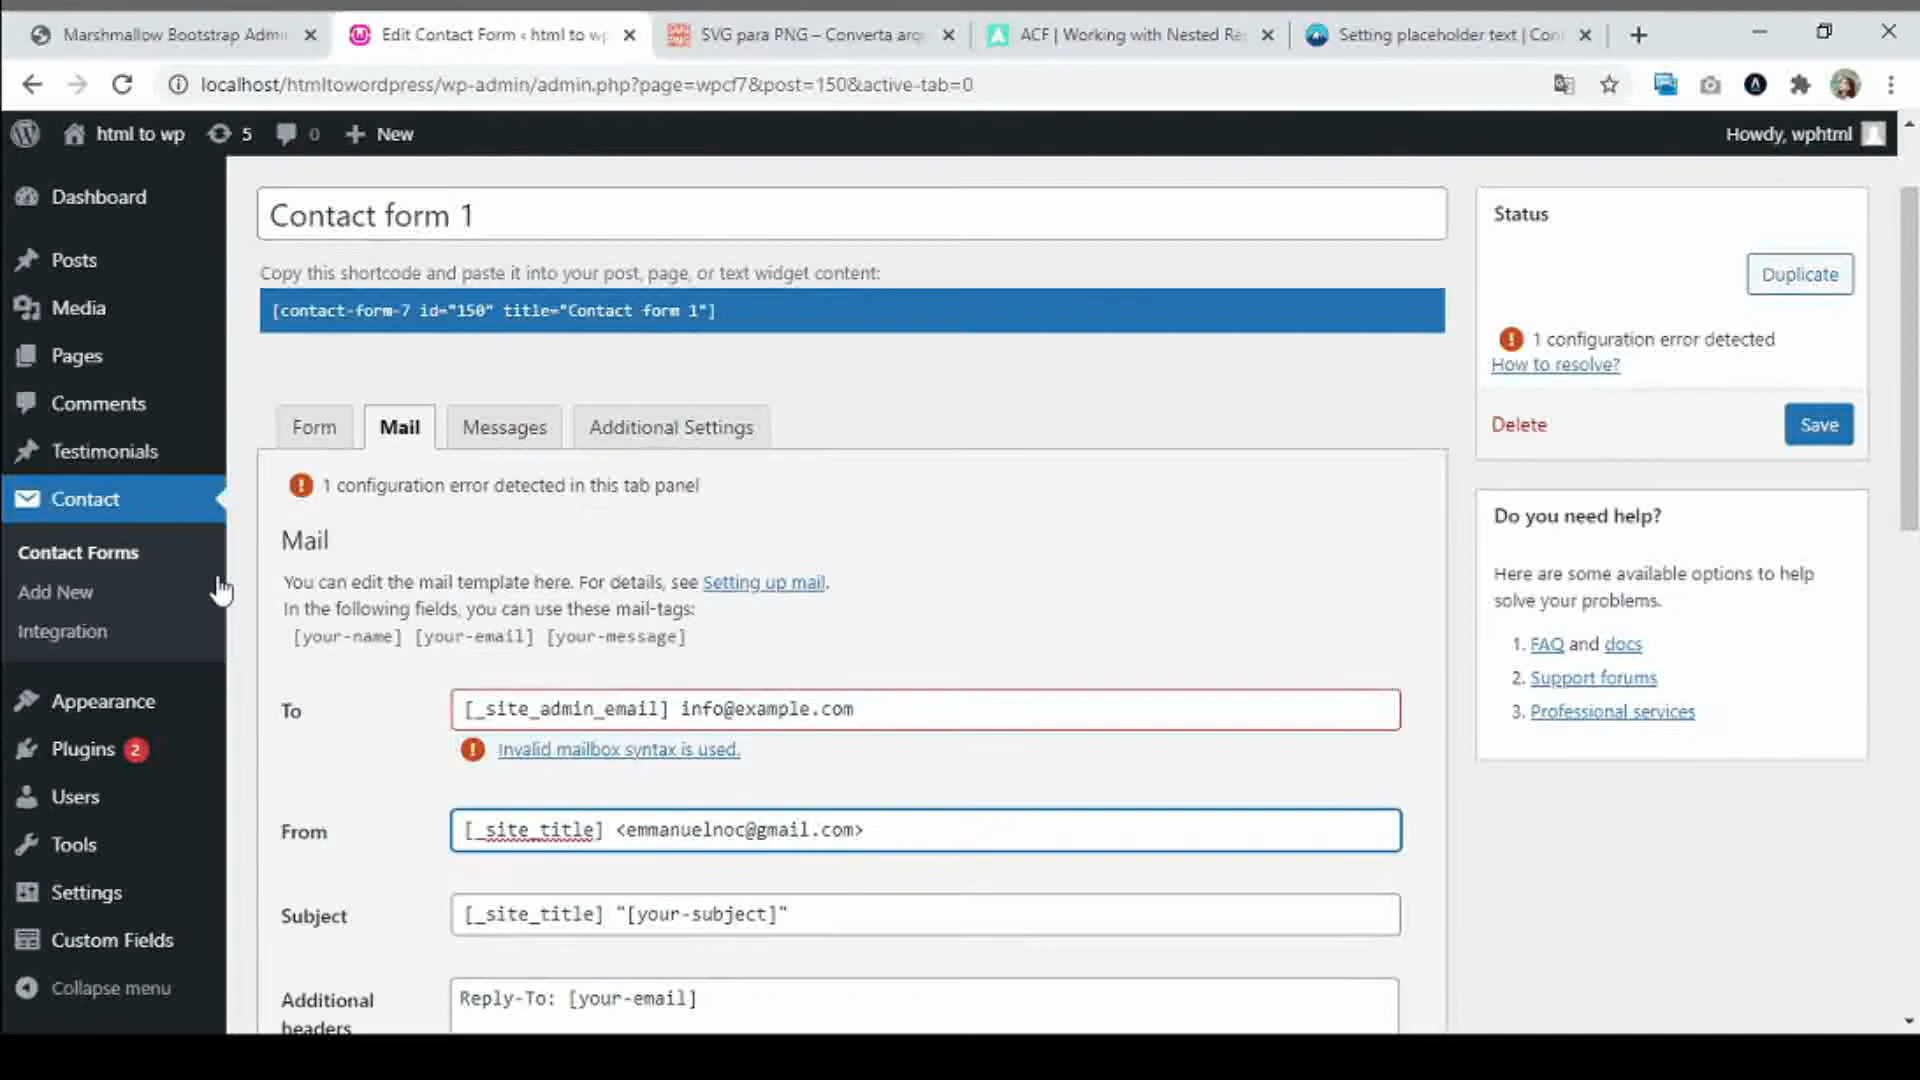 Marshmallow Bootstrap Admi
Edit Contact Form ‹ html to wp
SVG para PNG – Converta arq
ACF | Working with Nested Re
Setting placeholder text | Con
localhost/htmltowordpress/wp-admin/admin.php?page=wpcf7&post=150&active-tab=0
html to wp
5
0
New
Howdy, wphtml
Dashboard
Posts
Media
Pages
Comments
Testimonials
Contact
Contact Forms
Add New
Integration
Appearance
Plugins 2
Users
Tools
Settings
Custom Fields
Collapse menu
Contact form 1
Copy this shortcode and paste it into your post, page, or text widget content:
[contact-form-7 id="150" title="Contact form 1"]
Form
Mail
Messages
Additional Settings
1 configuration error detected in this tab panel
Mail
You can edit the mail template here. For details, see Setting up mail.
In the following fields, you can use these mail-tags:
[your-name] [your-email] [your-message]
To
[_site_admin_email] info@example.com
Invalid mailbox syntax is used.
From
[_site_title] <emmanuelnoc@gmail.com>
Subject
[_site_title] "[your-subject]"
Additional
headers
Reply-To: [your-email]
Status
Duplicate
1 configuration error detected
How to resolve?
Delete
Save
Do you need help?
Here are some available options to help
solve your problems.
1. FAQ and docs
2. Support forums
3. Professional services